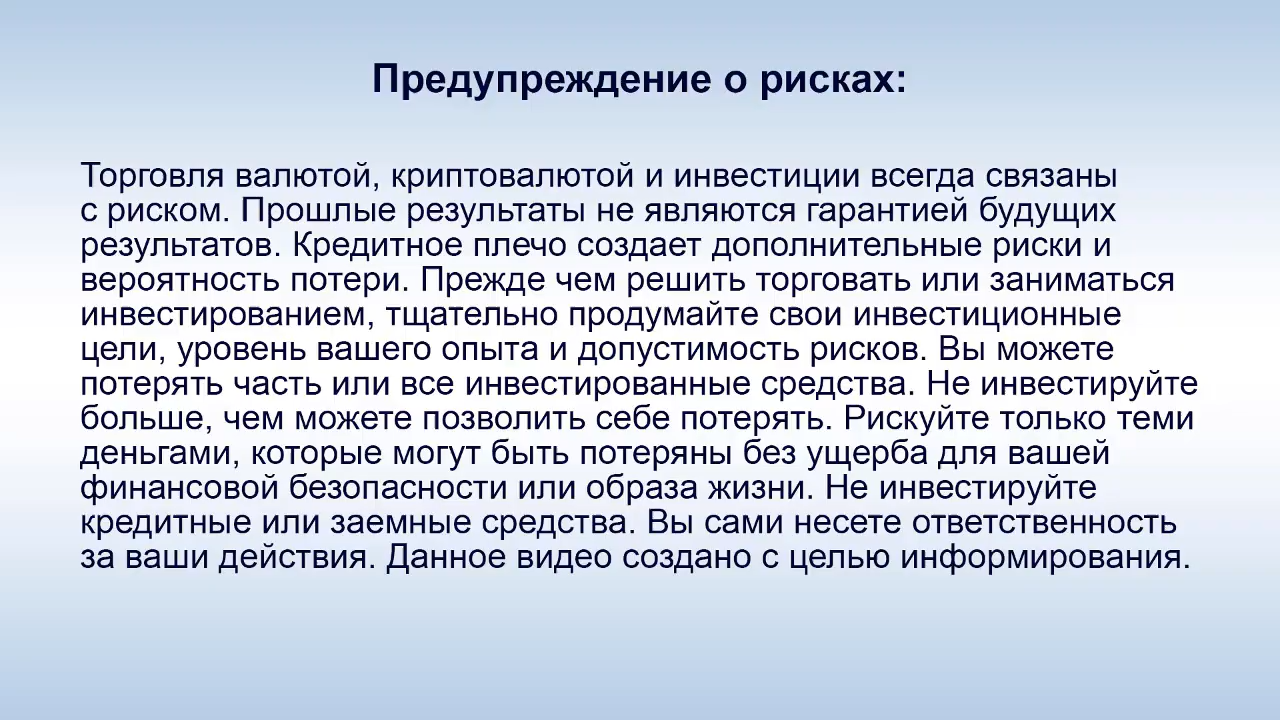 Предупреждение о рисках:
Торговля валютой, криптовалютой и инвестиции всегда связаны
с риском. Прошлые результаты не являются гарантией будущих
результатов. Кредитное плечо создает дополнительные риски и
вероятность потери. Прежде чем решить торговать или заниматься
инвестированием, тщательно продумайте свои инвестиционные
цели, уровень вашего опыта и допустимость рисков. Вы можете
потерять часть или все инвестированные средства. Не инвестируйте
больше, чем можете позволить себе потерять. Рискуйте только теми
деньгами, которые могут быть потеряны без ущерба для вашей
финансовой безопасности или образа жизни. Не инвестируйте
кредитные или заемные средства. Вы сами несете ответственность
за ваши действия. Данное видео создано с целью информирования.